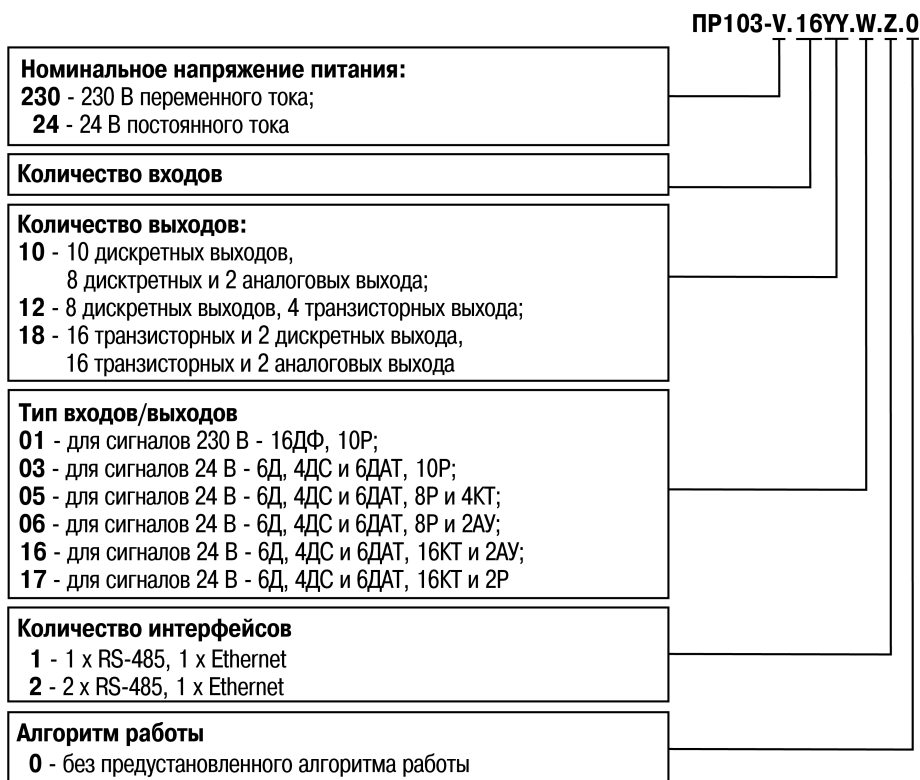 ПР103-V.16YY.W.Z.0
Номинальное напряжение питания:
230 - 230 В переменного тока;
24 - 24 В постоянного тока
Количество входов
Количество выходов:
10 - 10 дискретных выходов,
8 дисктретных и 2 аналоговых выхода;
12 - 8 дискретных выходов, 4 транзисторных выхода;
18 - 16 транзисторных и 2 дискретных выхода,
16 транзисторных и 2 аналоговых выхода
Тип входов/выходов
01 - для сигналов 230 В - 16ДФ, 10Р;
03 - для сигналов 24 В - 6Д, 4ДС и 6ДАТ, 10Р;
05 - для сигналов 24 В - 6Д, 4ДС и 6ДАТ, 8Р и 4КТ;
06 - для сигналов 24 В - 6Д, 4ДС и 6ДАТ, 8Р и 2АУ;
16 - для сигналов 24 В - 6Д, 4ДС и 6ДАТ, 16КТ и 2АУ;
17 - для сигналов 24 В - 6Д, 4ДС и 6ДАТ, 16КТ и 2Р
Количество интерфейсов
1 - 1 x RS-485, 1 x Ethernet
2 - 2 x RS-485, 1 x Ethernet
Алгоритм работы
0 - без предустановленного алгоритма работы